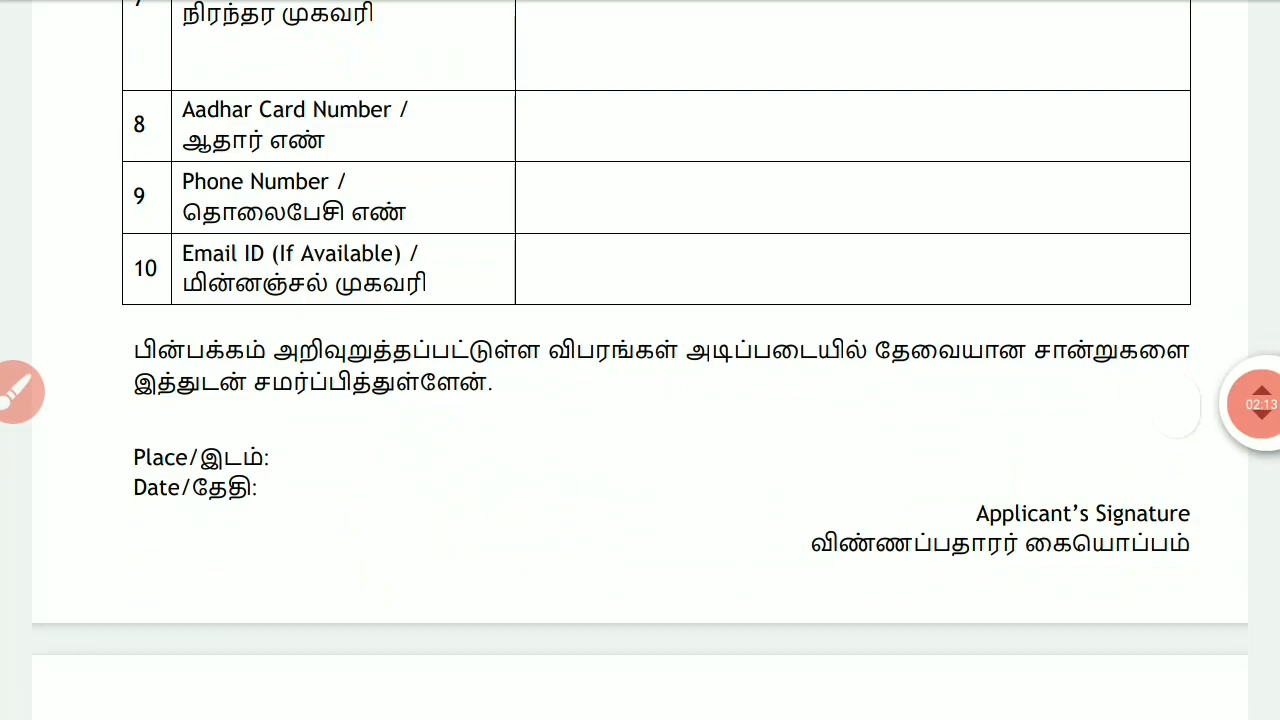 நிரந்தர முகவரி
8
Aadhar Card Number /
ஆதார் எண்
9
Phone Number /
தொலைபேசி எண்
10
Email ID (If Available) /
மின்னஞ்சல் முகவரி
பின்பக்கம் அறிவுறுத்தப்பட்டுள்ள விபரங்கள் அடிப்படையில் தேவையான சான்றுகளை
இத்துடன் சமர்ப்பித்துள்ளேன்.
02:13
Place/இடம்:
Date/தேதி:
Applicant’s Signature
விண்ணப்பதாரர் கையொப்பம்